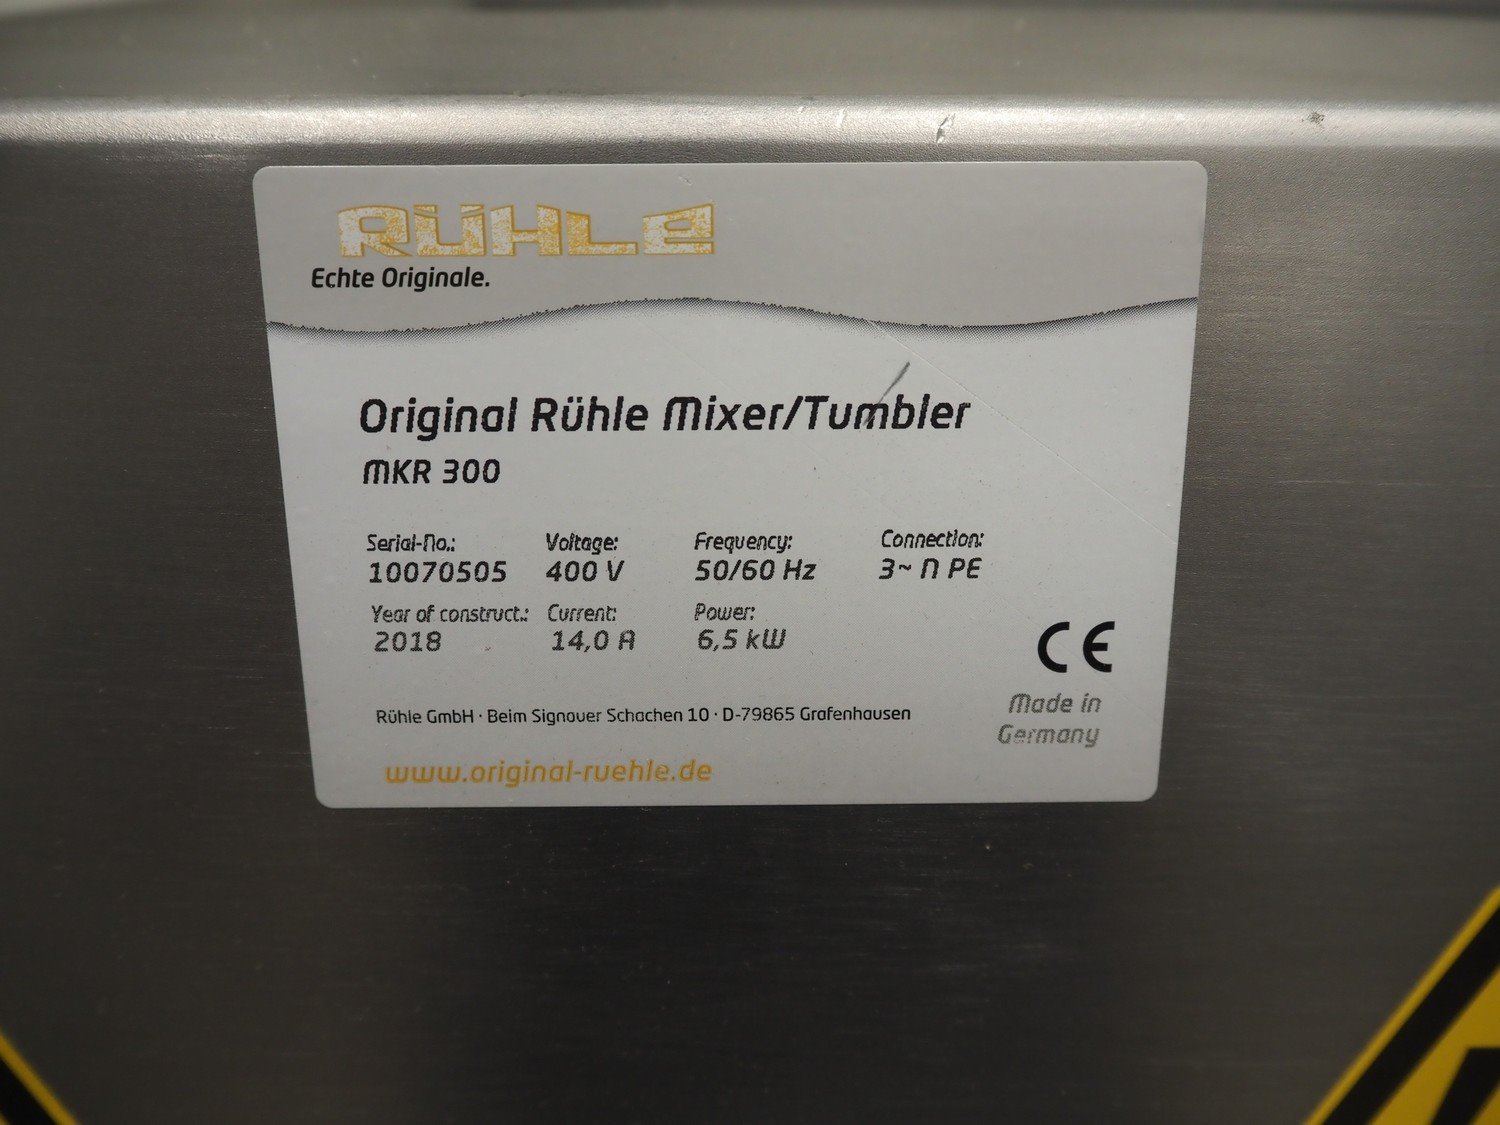 RÜHLE
Echte Originale.
Original Rühle Mixer/Tumbler
MKR 300
Serial-No.: Voltage: Frequency: Connection:
10070505 400 V 50/60 Hz 3~ N PE
Year of construct.: Current: Power:
2018 14,0 A 6,5 kW
CE
Made in
Germany
Rühle GmbH · Beim Signauer Schachen 10 · D-79865 Grafenhausen
www.original-ruehle.de